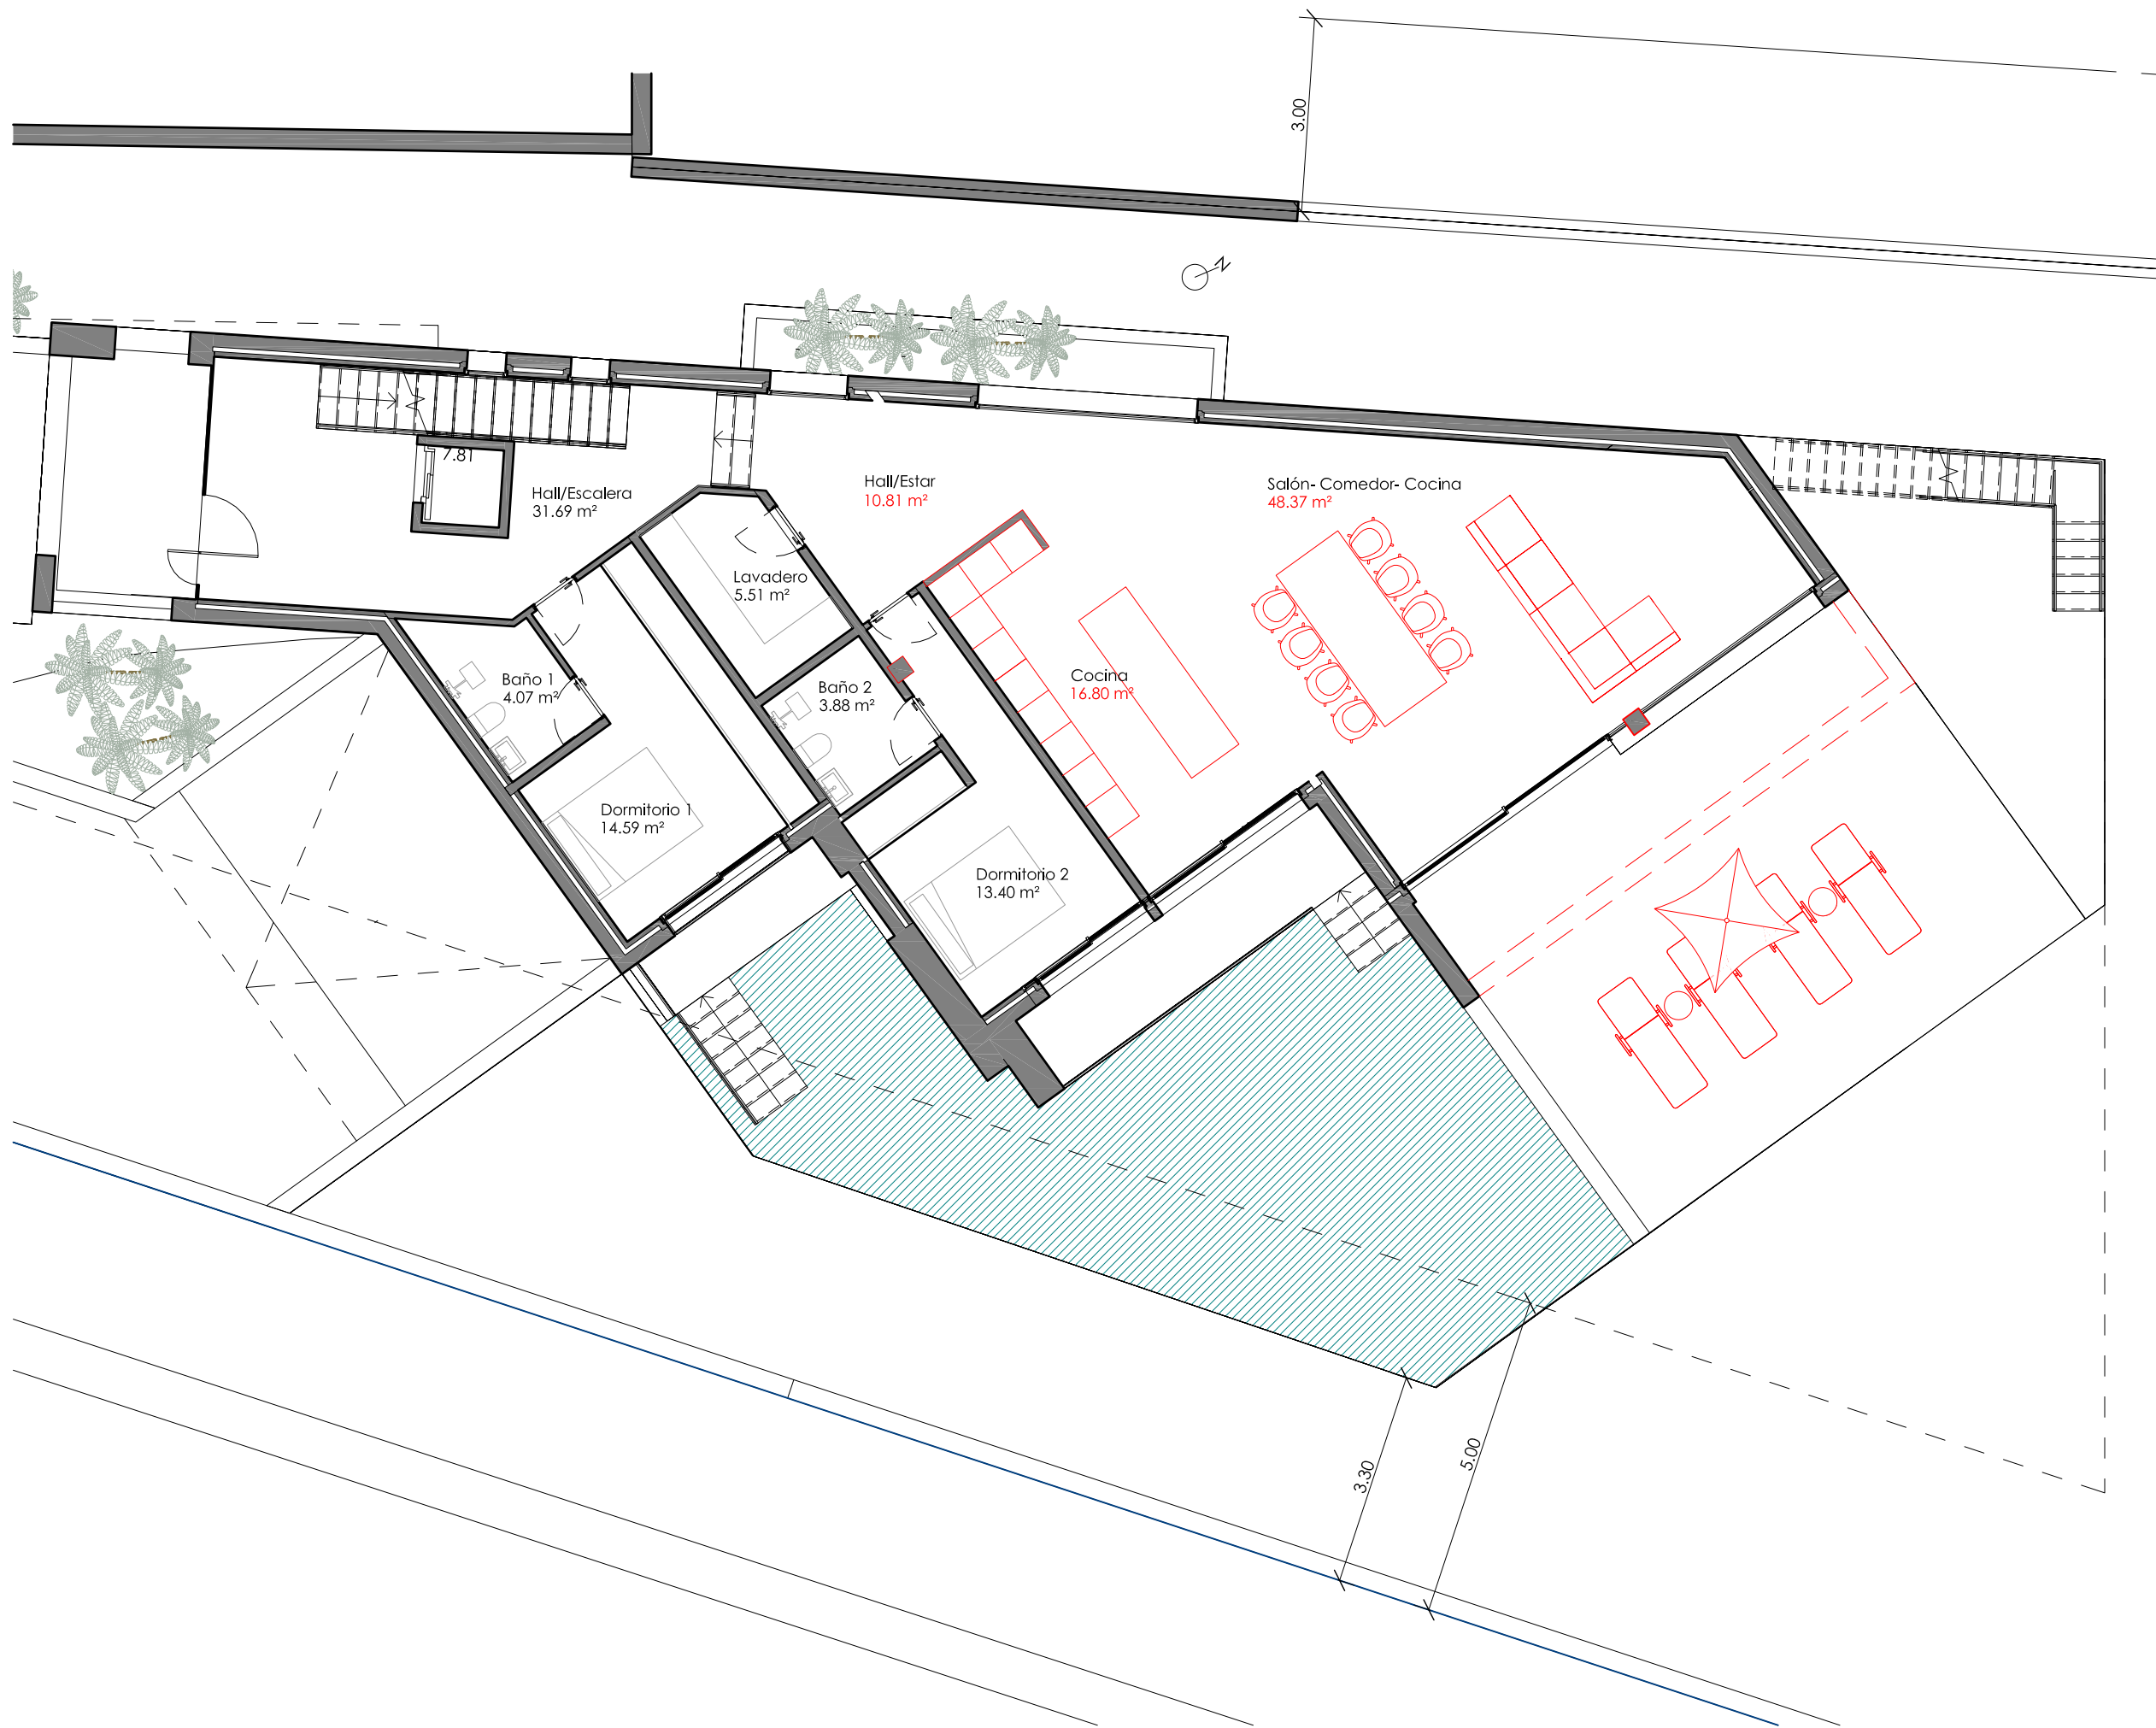 3.00
N
7.81
Hall/Escalera
31.69 m²
Hall/Estar
10.81 m²
Salón- Comedor- Cocina
48.37 m²
Lavadero
5.51 m²
Baño 1
4.07 m²
Baño 2
3.88 m²
Cocina
16.80 m²
Dormitorio 1
14.59 m²
Dormitorio 2
13.40 m²
3.30
5.00